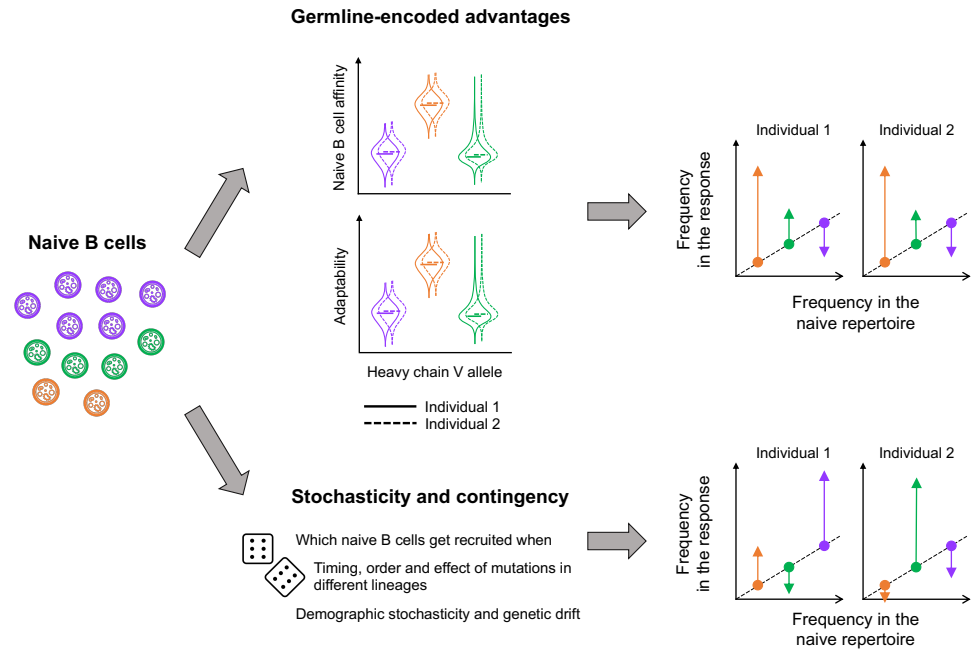 Germline-encoded advantages
Naive B cell affinity
Adaptability
Heavy chain V allele
Individual 1
Individual 2
Naive B cells
Individual 1
Individual 2
Frequency
in the response
Frequency in the
naive repertoire
Stochasticity and contingency
Which naive B cells get recruited when
Timing, order and effect of mutations in
different lineages
Demographic stochasticity and genetic drift
Individual 1
Individual 2
Frequency
in the response
Frequency in the
naive repertoire